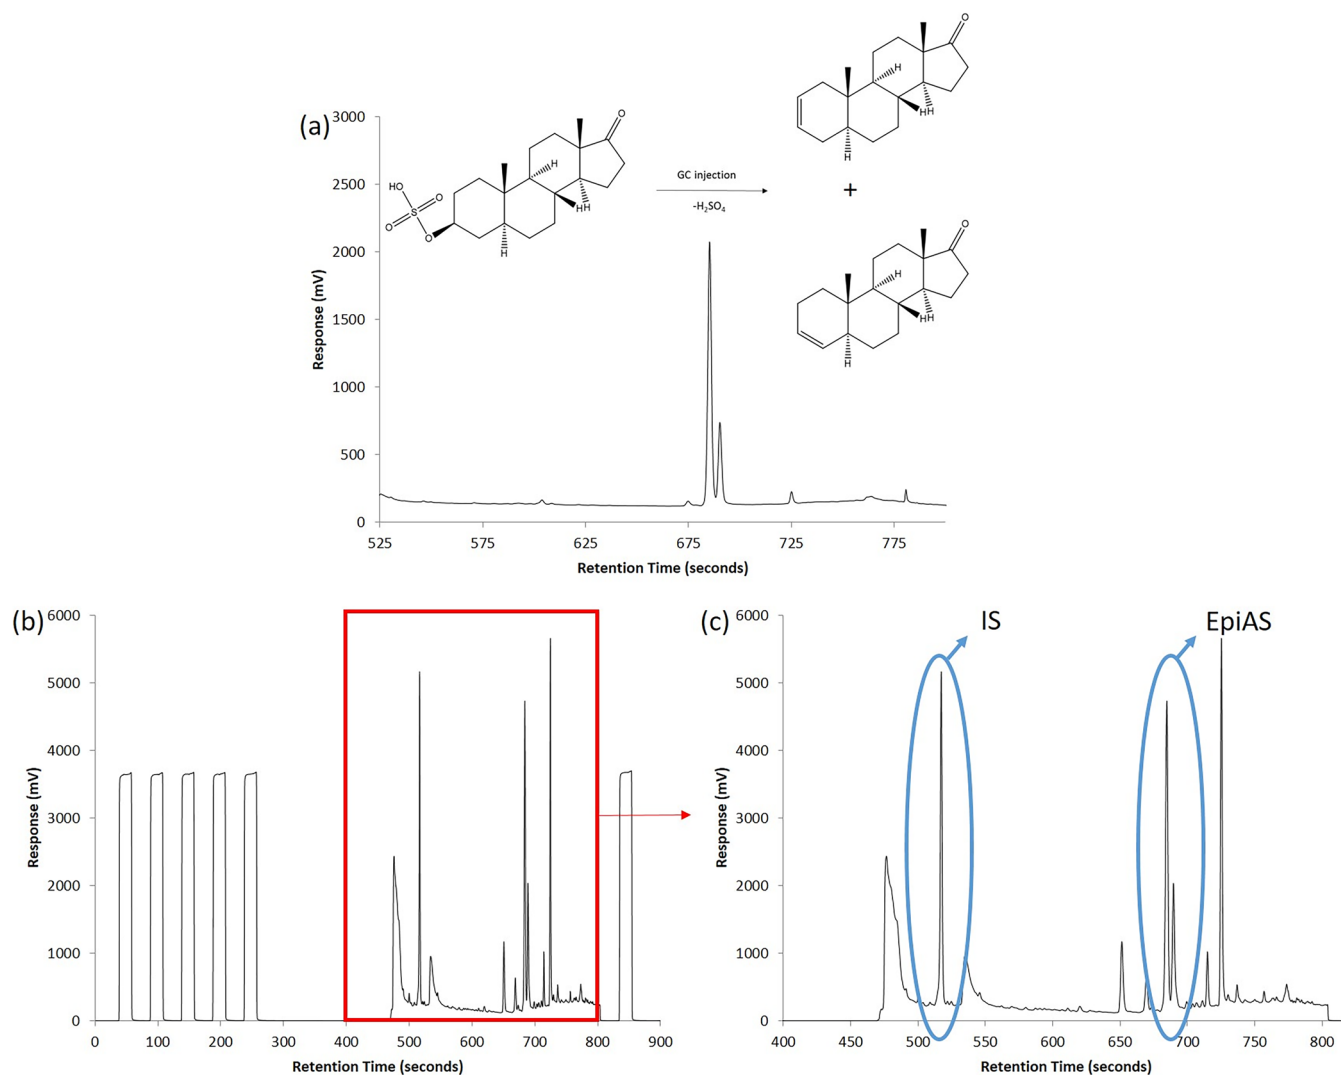 (a)
3000
2500
2000
1500
1000
500
0
Response (mV)
525 575 625 675 725 775
Retention Time (seconds)
HO
S
O
O
O
O
H
H
H
H
GC injection
-H2SO4
O
H
H
H
H
+
O
H
H
H
H
(b)
6000
5000
4000
3000
2000
1000
0
Response (mV)
0 100 200 300 400 500 600 700 800 900
Retention Time (seconds)
(c)
IS
EpiAS
6000
5000
4000
3000
2000
1000
0
Response (mV)
400 450 500 550 600 650 700 750 800
Retention Time (seconds)